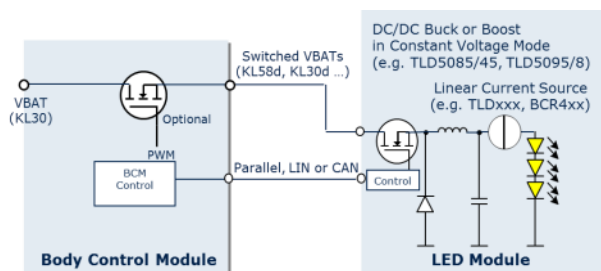 DC/DC Buck or Boost
in Constant Voltage Mode
(e.g. TLD5085/45, TLD5095/8)
Switched VBATs
(KL58d, KL30d ...)
Linear Current Source
(e.g. TLDxxx, BCR4xx)
VBAT
(KL30)
Optional
PWM
BCM
Control
Parallel, LIN or CAN
Control
Body Control Module
LED Module